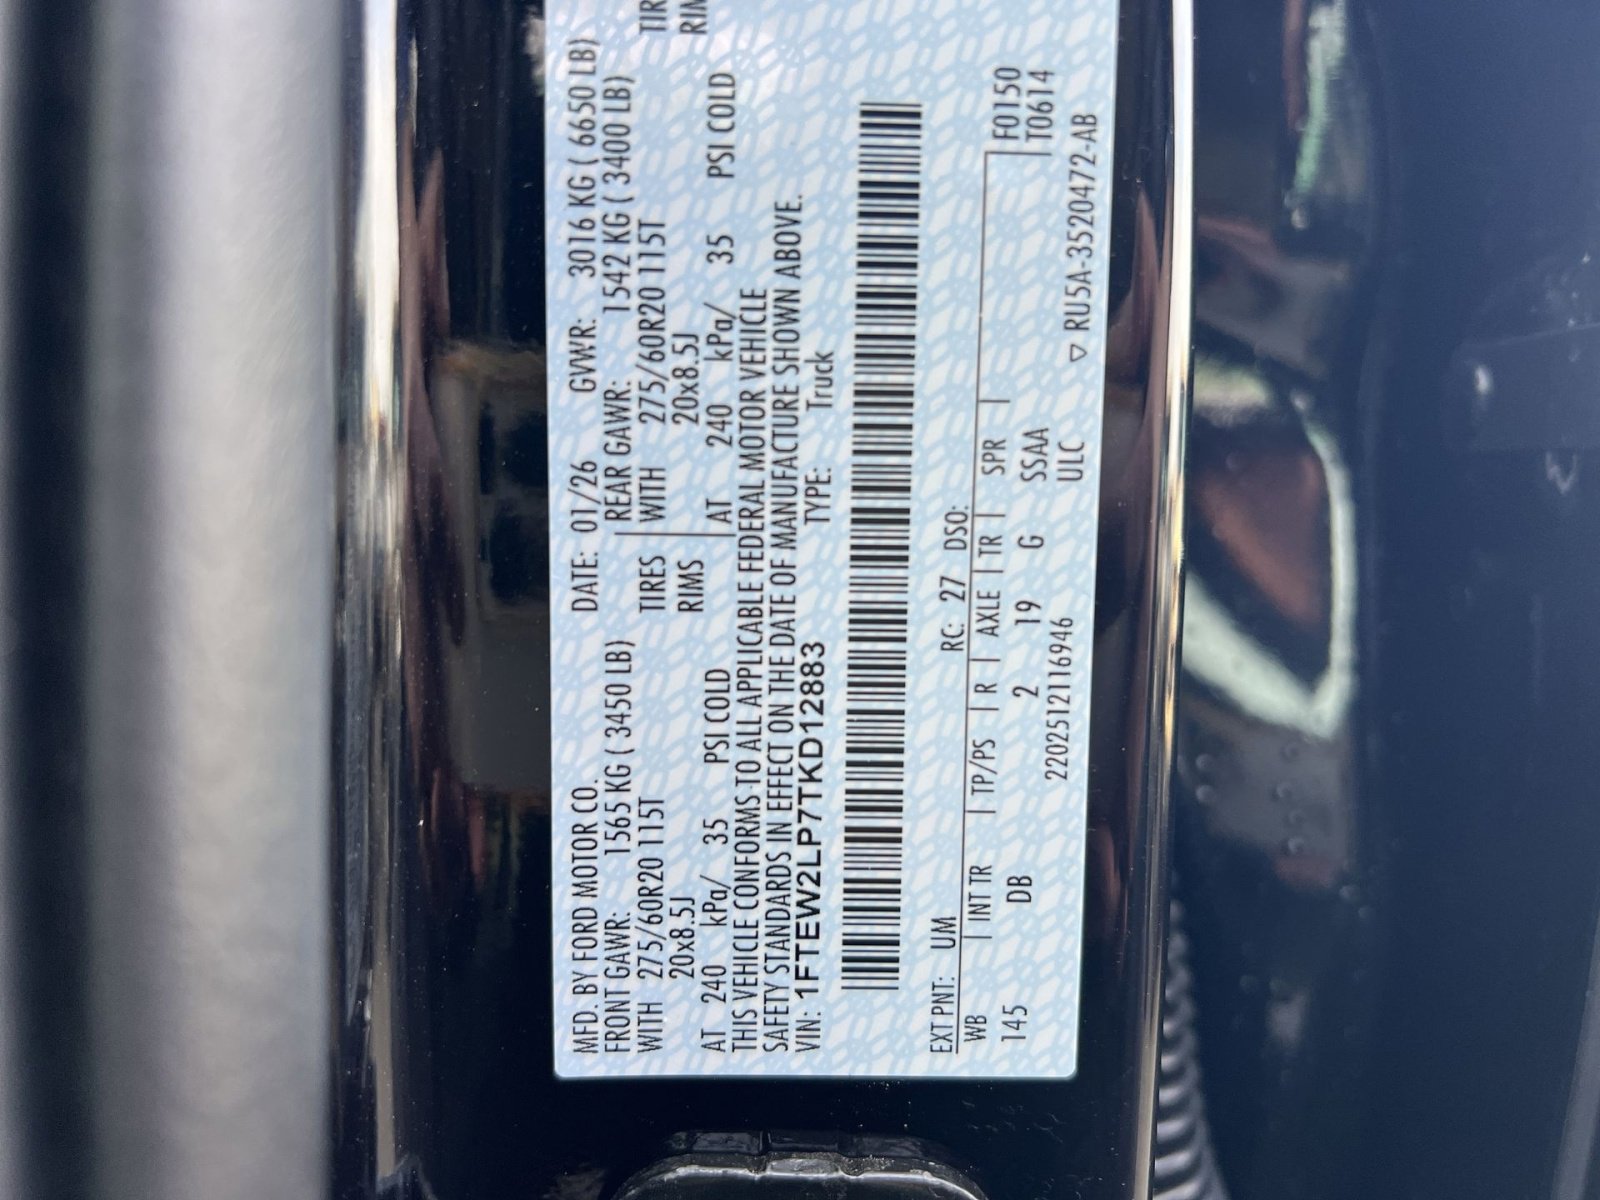 MFD. BY FORD MOTOR CO. DATE: 01/26 GVWR: 3016 KG ( 6650 LB)
FRONT GAWR: 1565 KG ( 3450 LB) REAR GAWR: 1542 KG ( 3400 LB)
WITH 275/60R20 115T TIRES WITH 275/60R20 115T TIR
20x8.5J RIMS 20x8.5J RIM
AT 240 kPa/ 35 PSI COLD AT 240 kPa/ 35 PSI COLD
THIS VEHICLE CONFORMS TO ALL APPLICABLE FEDERAL MOTOR VEHICLE
SAFETY STANDARDS IN EFFECT ON THE DATE OF MANUFACTURE SHOWN ABOVE.
VIN: 1FTEW2LP7TKD12883 TYPE: Truck
EXT PNT: UM RC: 27 DSO:
WB | INT TR | TP/PS | R | AXLE | TR | SPR | F0150
145 DB 2 19 G SSAA T0614
2202512116946 ULC
▽ RU5A-3520472-AB